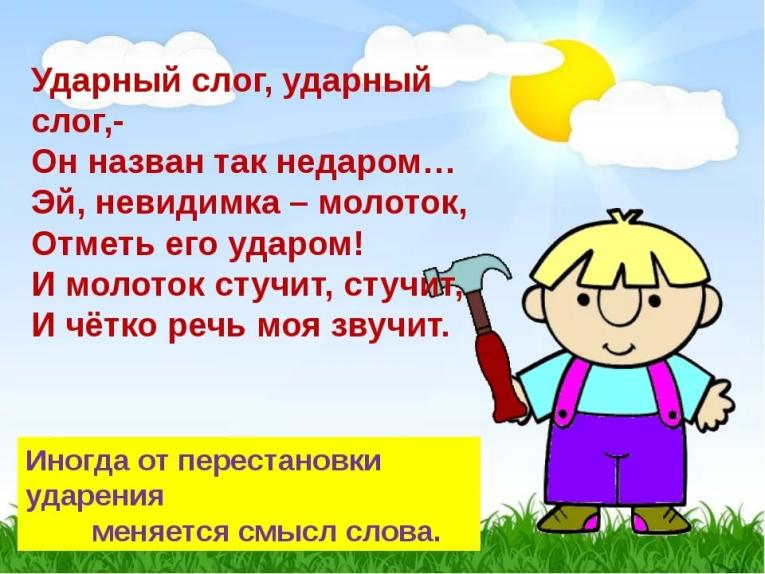 Ударный слог, ударный
слог,-
Он назван так недаром…
Эй, невидимка – молоток,
Отметь его ударом!
И молоток стучит, стучит,
И чётко речь моя звучит.
Иногда от перестановки
ударения
меняется смысл слова.